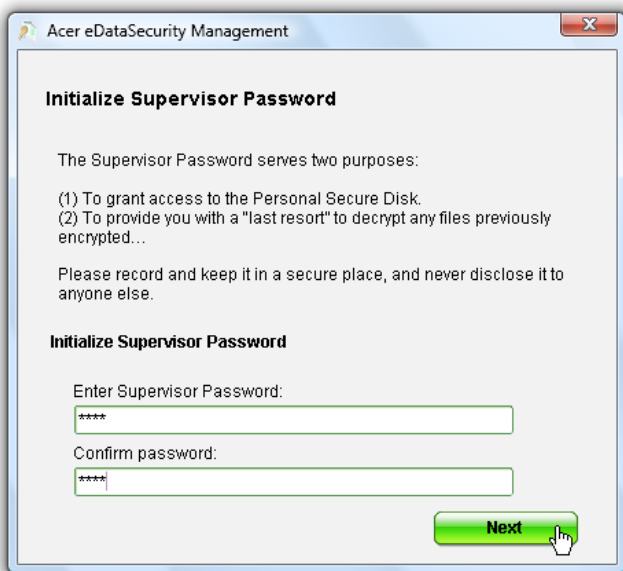 Acer eDataSecurity Management
Initialize Supervisor Password
The Supervisor Password serves two purposes:
(1) To grant access to the Personal Secure Disk.
(2) To provide you with a "last resort" to decrypt any files previously
encrypted...
Please record and keep it in a secure place, and never disclose it to
anyone else.
Initialize Supervisor Password
Enter Supervisor Password:
****
Confirm password:
****
Next